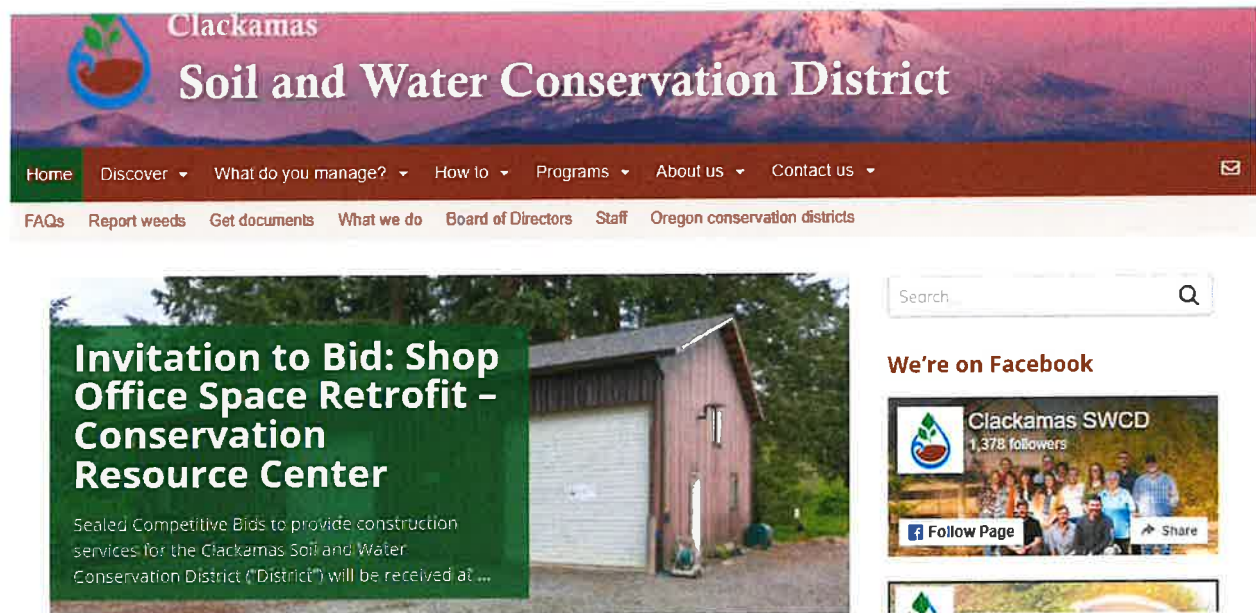 Clackamas
Soil and Water Conservation District
Home Discover What do you manage? How to Programs About us Contact us
FAQs Report weeds Get documents What we do Board of Directors Staff Oregon conservation districts
Search
Invitation to Bid: Shop
Office Space Retrofit –
Conservation
Resource Center
Sealed Competitive Bids to provide construction
services for the Clackamas Soil and Water
Conservation District ("District") will be received at ...
We're on Facebook
Clackamas SWCD
1,378 followers
Follow Page Share